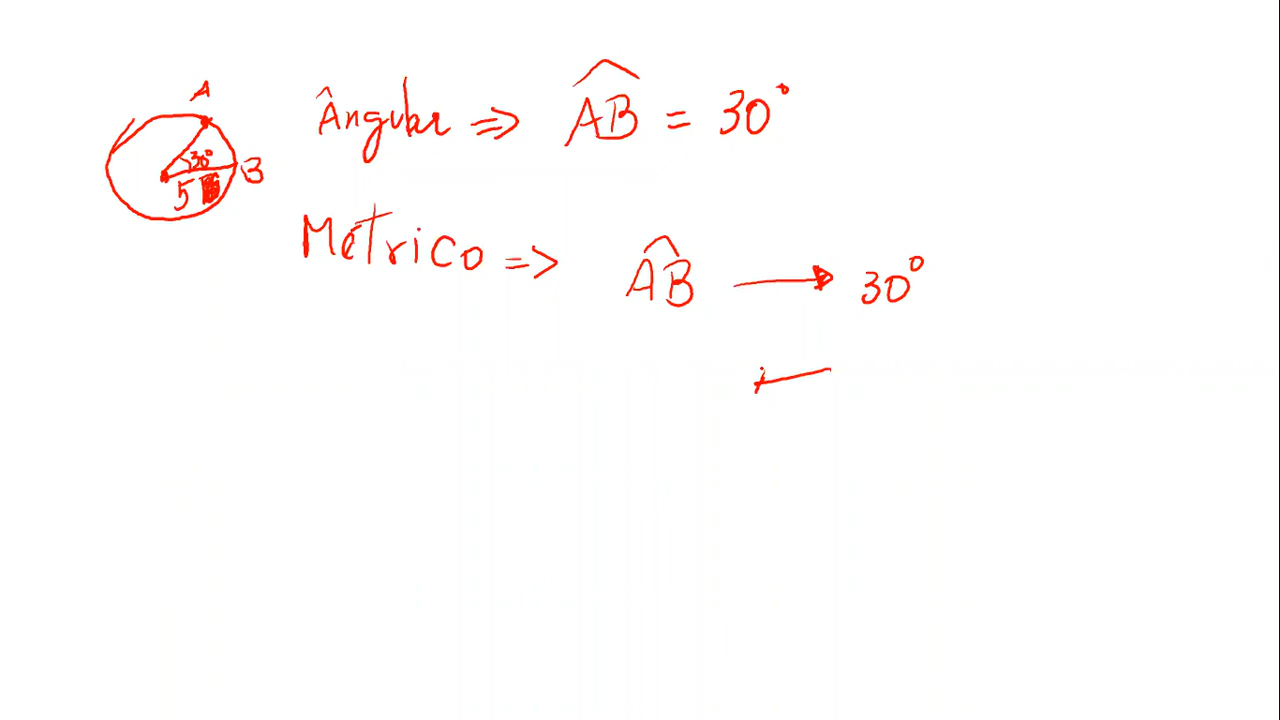 A
30°
B
5
Ângular => AB = 30°
Métrico => AB → 30°